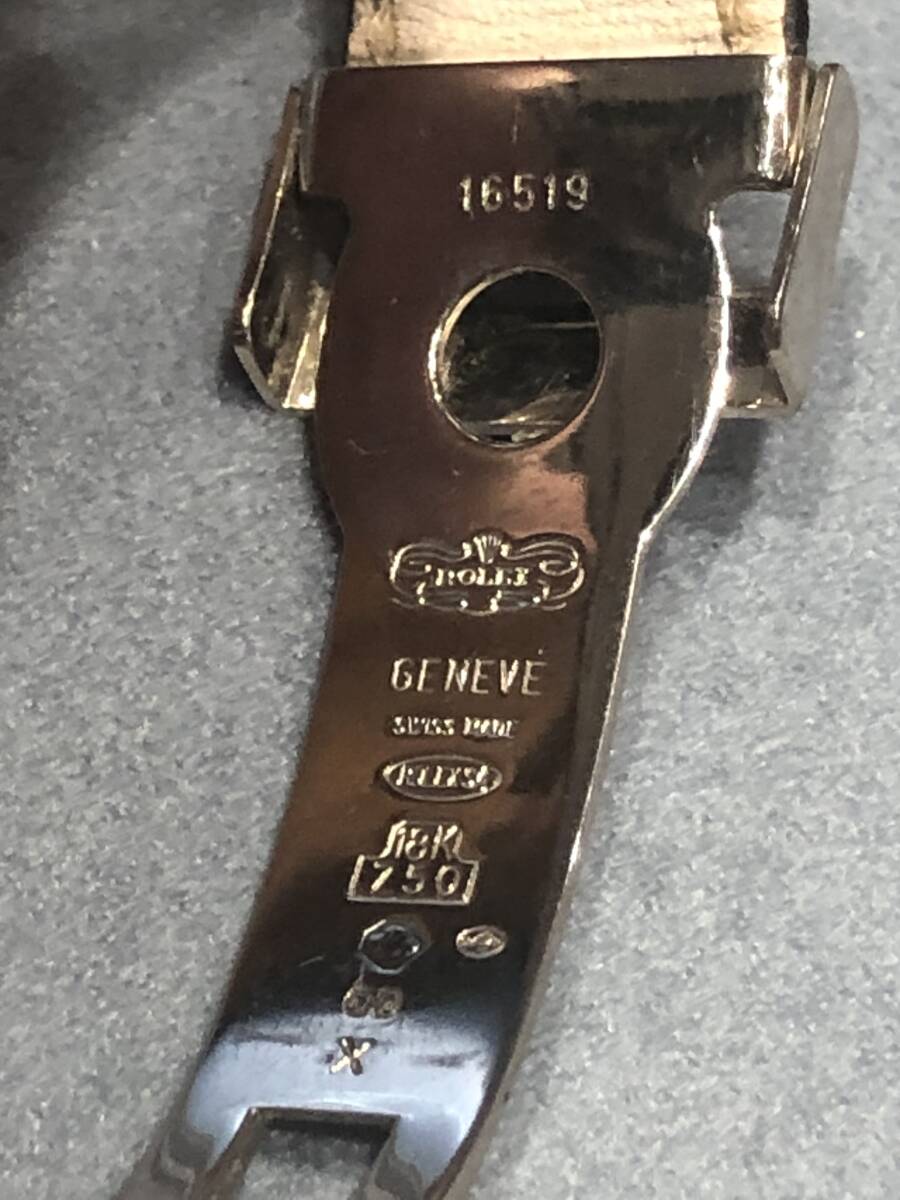 16519
ROLEX
GENEVE
SWISS MADE
18K
750
X